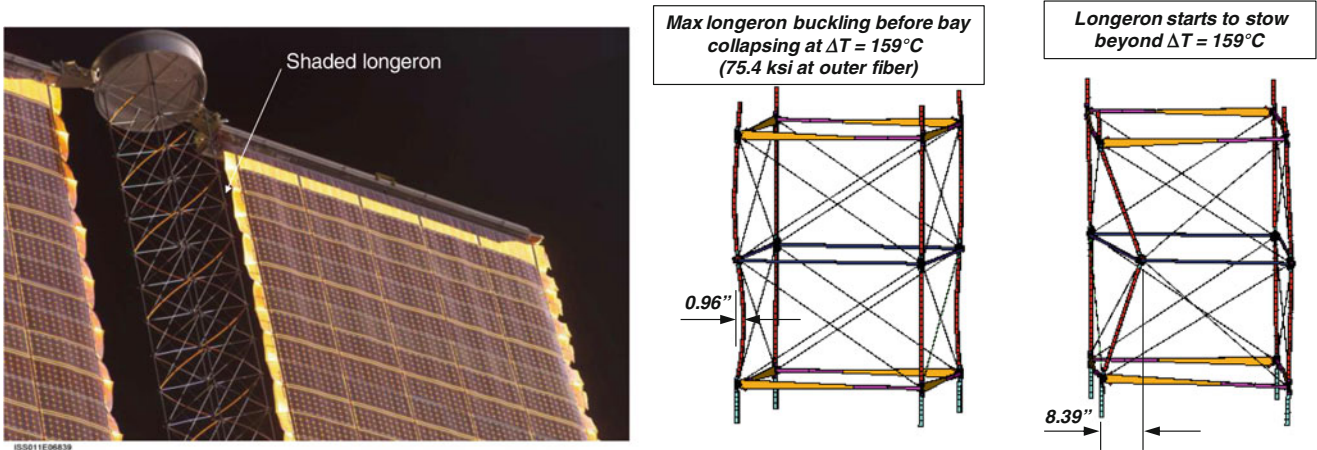 Shaded longeron
ISS011E06839
Max longeron buckling before bay
collapsing at ΔT = 159°C
(75.4 ksi at outer fiber)
0.96”
Longeron starts to stow
beyond ΔT = 159°C
8.39”